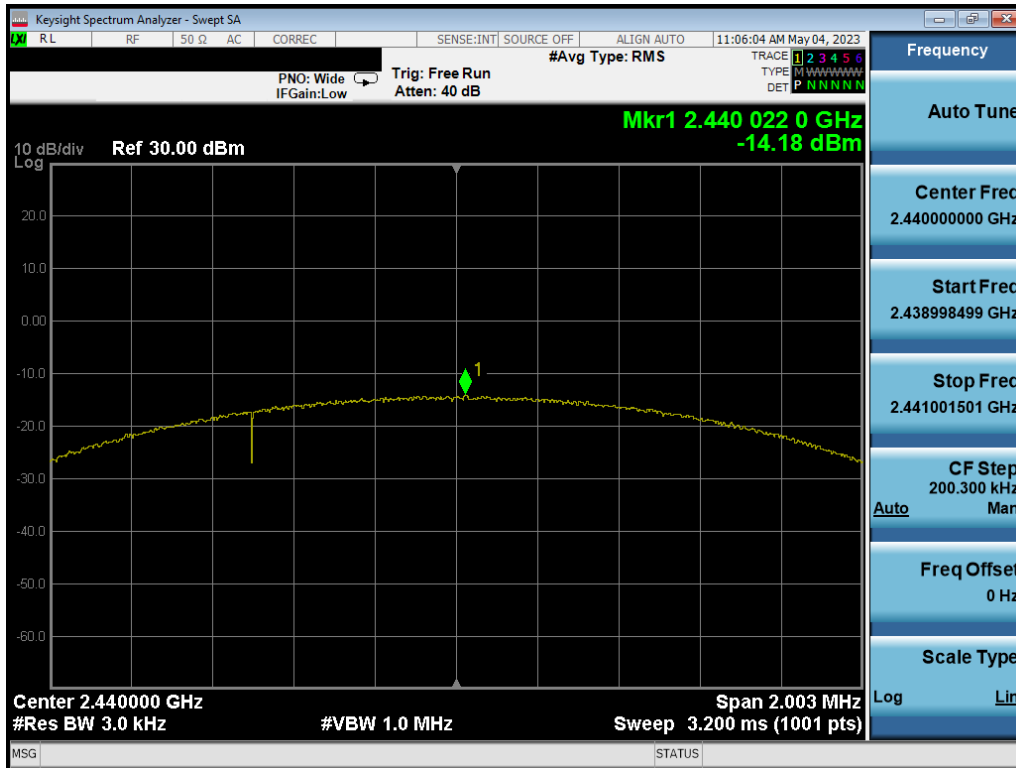 Keysight Spectrum Analyzer - Swept SA
LXI RL RF 50 Ω AC CORREC SENSE:INT SOURCE OFF ALIGN AUTO 11:06:04 AM May 04, 2023
#Avg Type: RMS TRACE 1 2 3 4 5 6
PNO: Wide Trig: Free Run TYPE M W W W W W
IFGain:Low Atten: 40 dB DET P N N N N N
Mkr1 2.440 022 0 GHz
-14.18 dBm
10 dB/div Ref 30.00 dBm
Log
20.0
10.0
0.00
-10.0
1
-20.0
-30.0
-40.0
-50.0
-60.0
Center 2.440000 GHz Span 2.003 MHz
#Res BW 3.0 kHz #VBW 1.0 MHz Sweep 3.200 ms (1001 pts)
MSG STATUS
Frequency
Auto Tune
Center Freq
2.440000000 GHz
Start Freq
2.438998499 GHz
Stop Freq
2.441001501 GHz
CF Step
200.300 kHz
Auto Man
Freq Offset
0 Hz
Scale Type
Log Lin